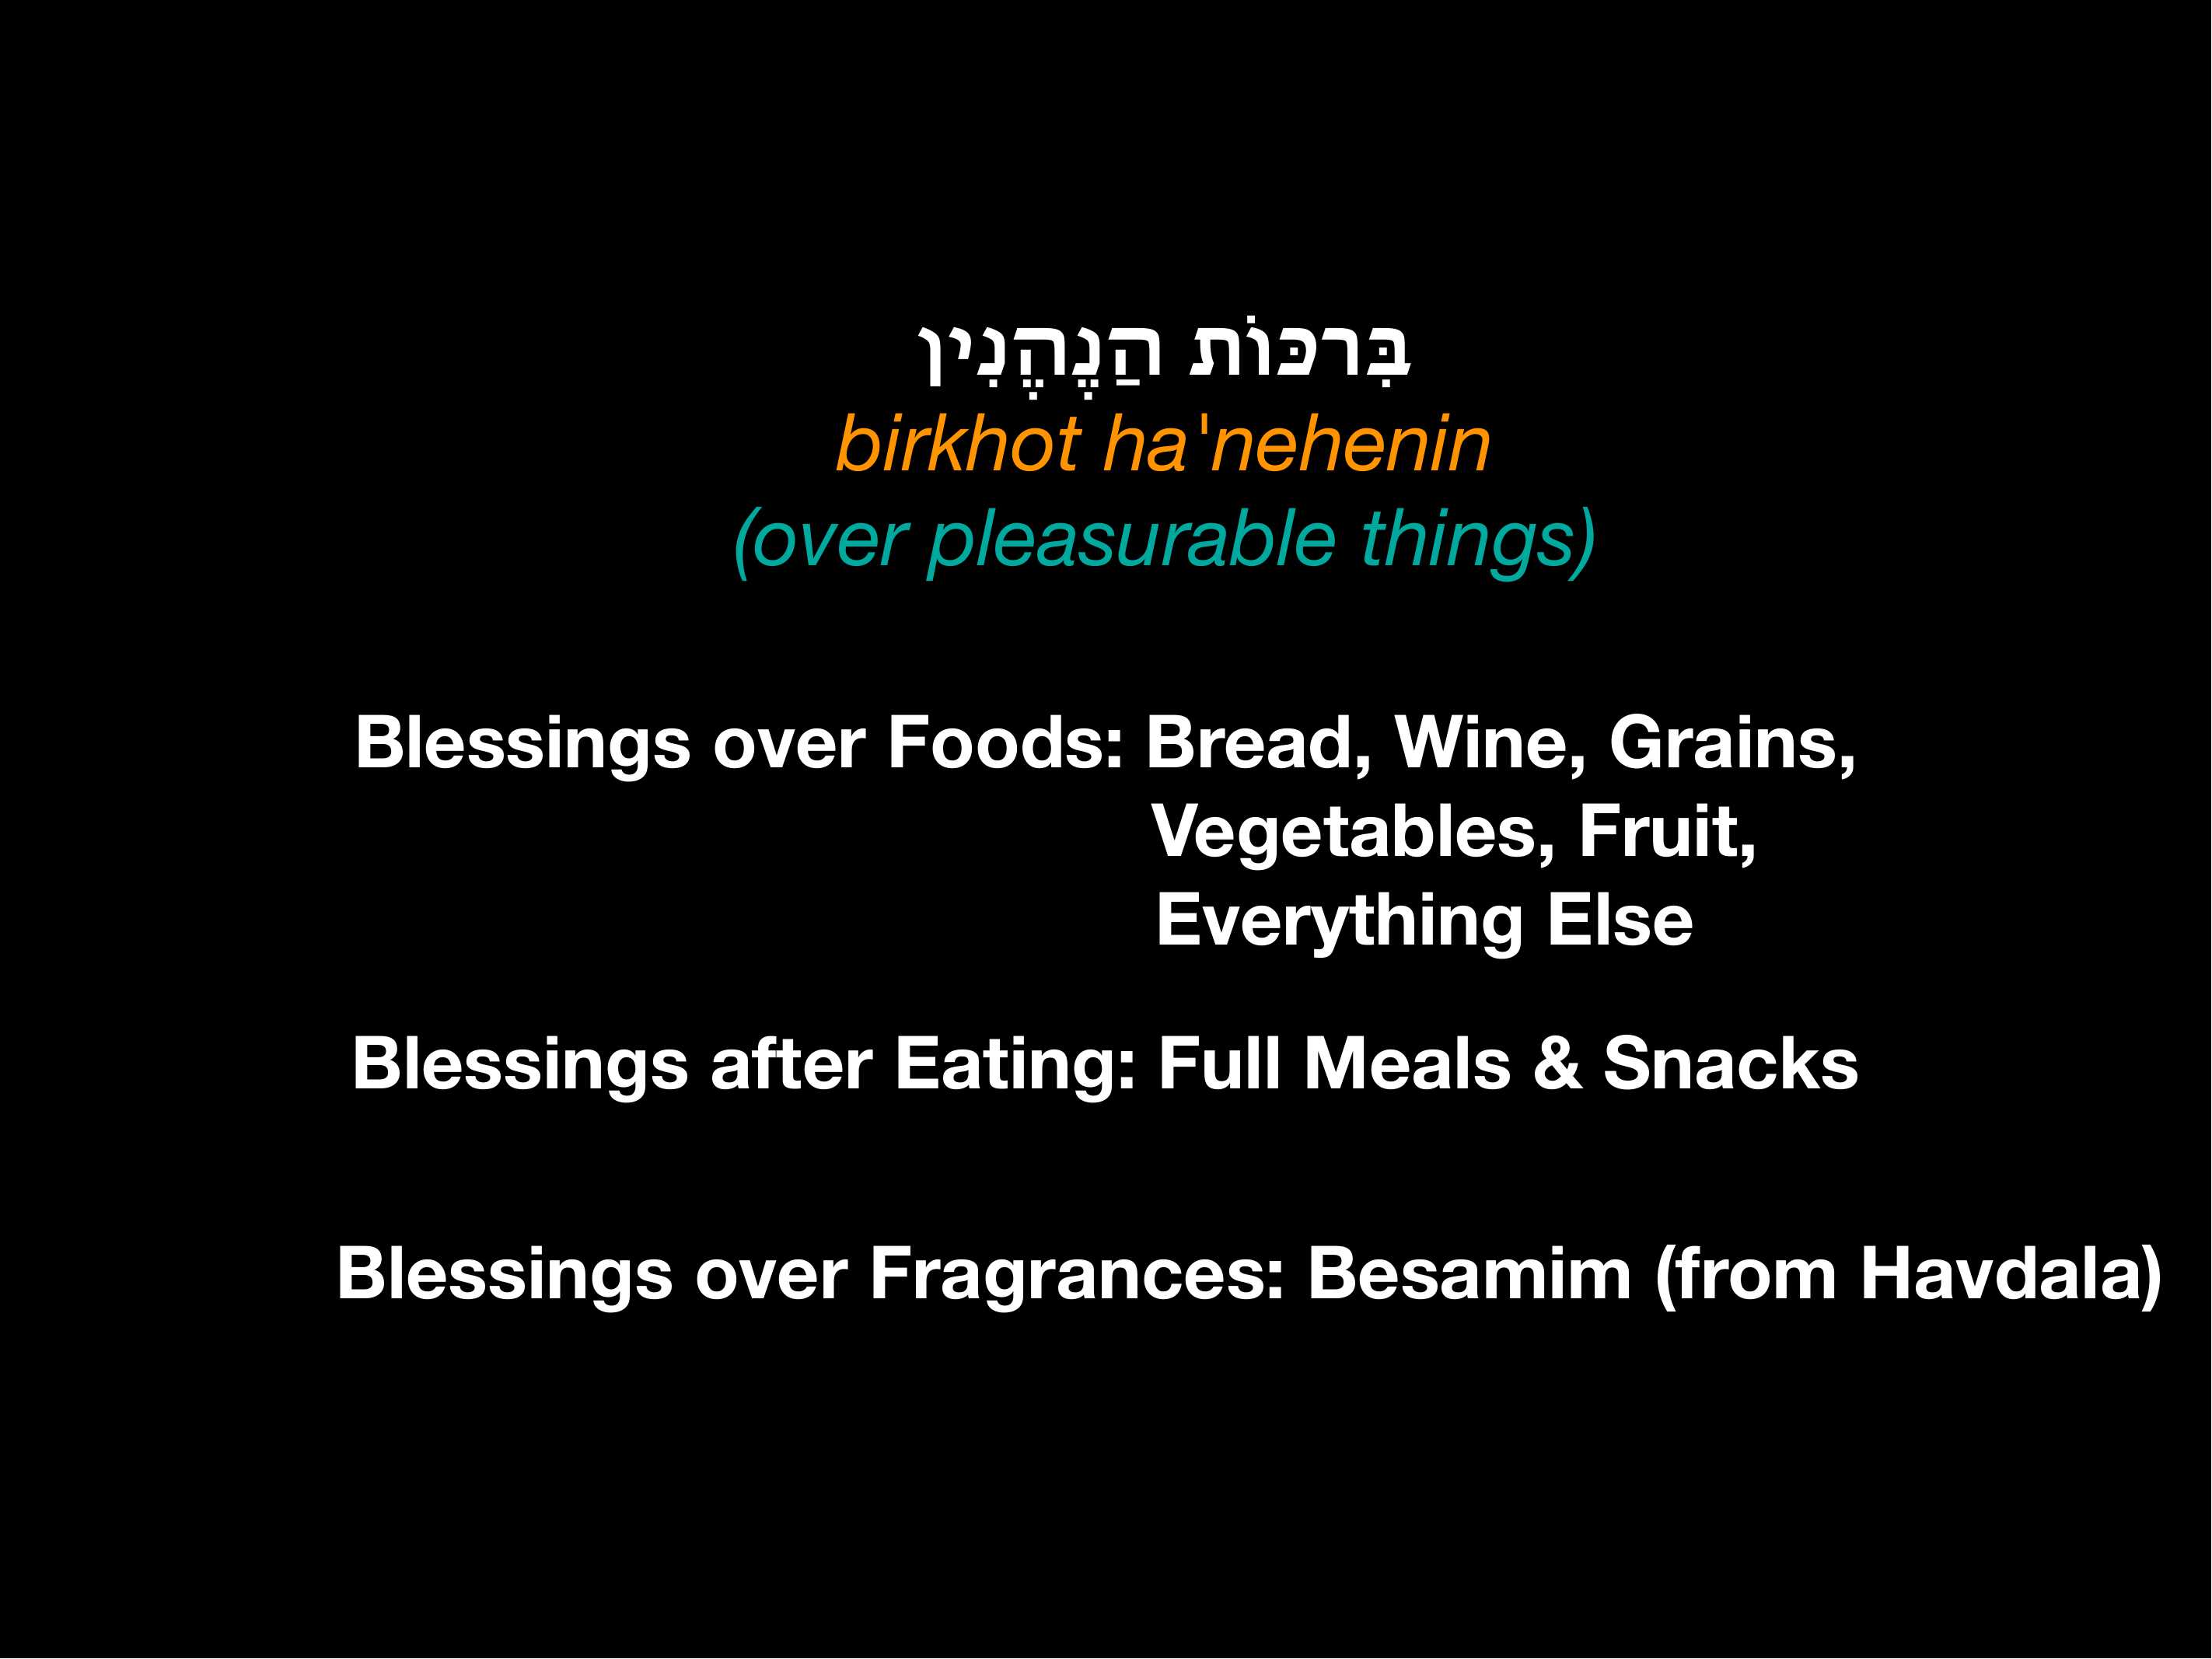 בִּרכּוֹת הַנֶהֶנְין
birkhot ha'nehenin
(over pleasurable things)
Blessings over Foods: Bread, Wine, Grains,
Vegetables, Fruit,
Everything Else
Blessings after Eating: Full Meals & Snacks
Blessings over Fragrances: Besamim (from Havdala)